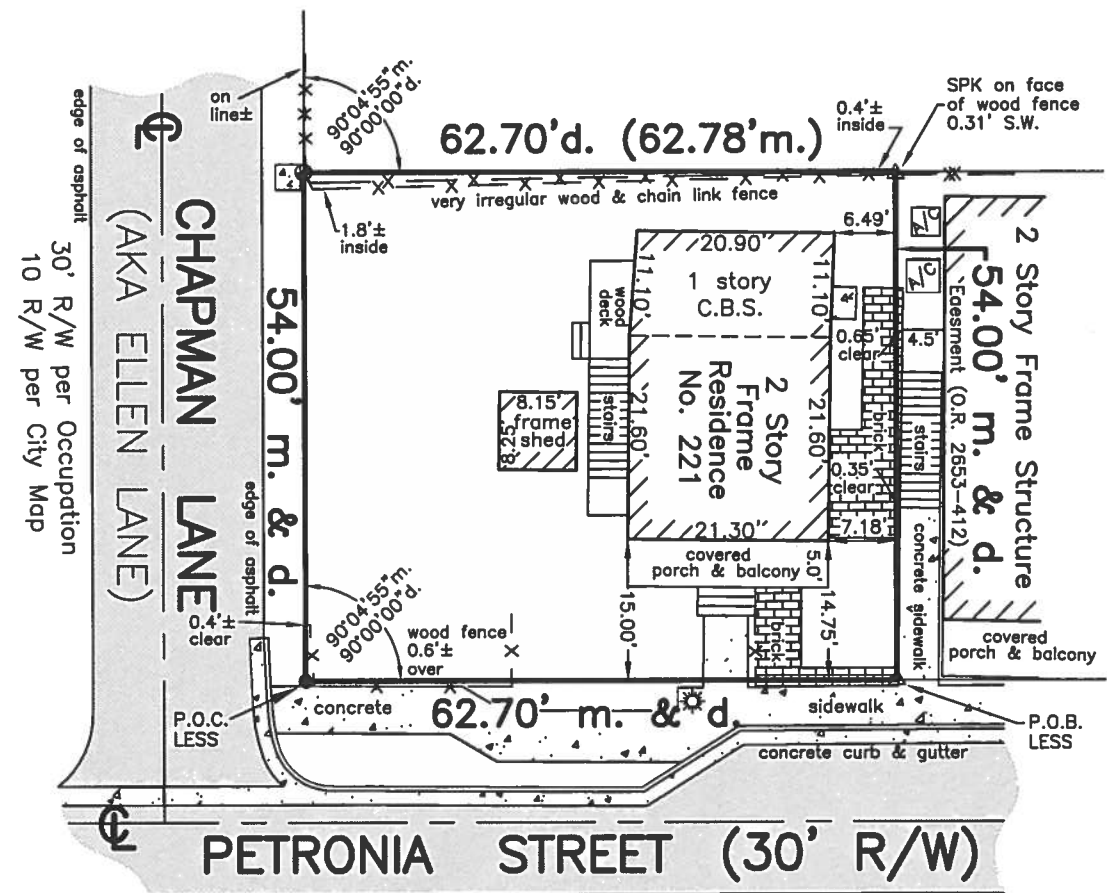 on
line±
90°04'55"m.
90°00'00"d.
62.70'd. (62.78'm.)
0.4'±
inside
SPK on face
of wood fence
0.31' S.W.
very irregular wood & chain link fence
1.8'±
inside
6.49'
edge of asphalt
CL
CHAPMAN LANE
(AKA ELLEN LANE)
30' R/W per Occupation
10 R/W per City Map
54.00' m. & d.
edge of asphalt
20.90"
11.10'
1 story
C.B.S.
11.10'
wood
deck
stairs
8.15'
frame
shed
8.25'
21.60'
2 Story
Frame
Residence
No. 221
21.60'
0.65'
clear
brick
0.35'
clear
7.18'
4.5'
stairs
concrete sidewalk
54.00' m. & d.
'Eaesment (O.R. 2653-412)
2 Story Frame Structure
21.30"
covered
porch & balcony
5.0'
15.00'
14.75'
brick
covered
porch & balcony
0.4'±
clear
90°04'55"m.
90°00'00"d.
wood fence
0.6'±
over
P.O.C.
LESS
concrete
62.70' m. & d.
sidewalk
P.O.B.
LESS
concrete curb & gutter
CL
PETRONIA STREET (30' R/W)